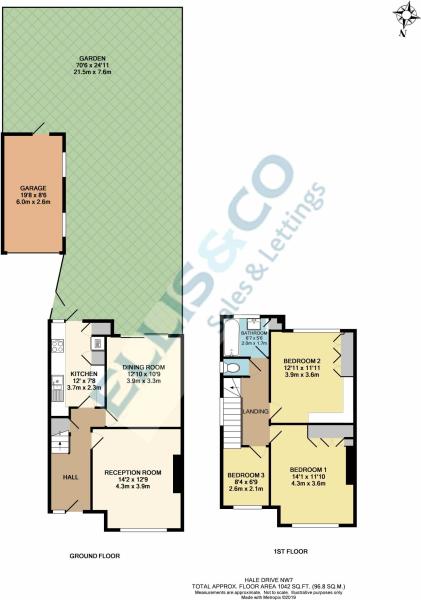 N
GARDEN
70'6 x 24'11
21.5m x 7.6m
GARAGE
19'8 x 8'6
6.0m x 2.6m
ELLIS & CO
Sales & Lettings
KITCHEN
12' x 7'8
3.7m x 2.3m
DINING ROOM
12'10 x 10'9
3.9m x 3.3m
HALL
RECEPTION ROOM
14'2 x 12'9
4.3m x 3.9m
GROUND FLOOR
BATHROOM
6'7 x 5'6
2.0m x 1.7m
BEDROOM 2
12'11 x 11'11
3.9m x 3.6m
LANDING
BEDROOM 3
8'4 x 6'9
2.6m x 2.1m
BEDROOM 1
14'1 x 11'10
4.3m x 3.6m
1ST FLOOR
HALE DRIVE NW7
TOTAL APPROX. FLOOR AREA 1042 SQ.FT. (96.8 SQ.M.)
Measurements are approximate. Not to scale. Illustrative purposes only
Made with Metropix ©2019